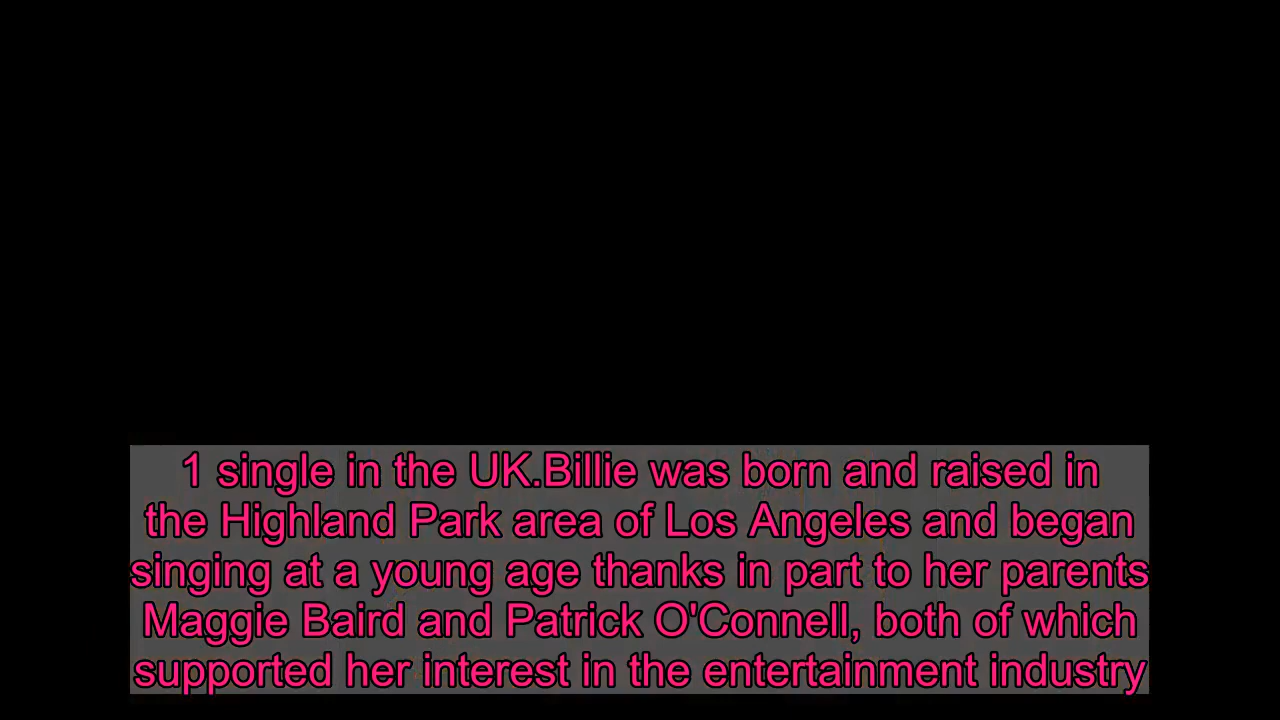 1 single in the UK.Billie was born and raised in
the Highland Park area of Los Angeles and began
singing at a young age thanks in part to her parents
Maggie Baird and Patrick O'Connell, both of which
supported her interest in the entertainment industry